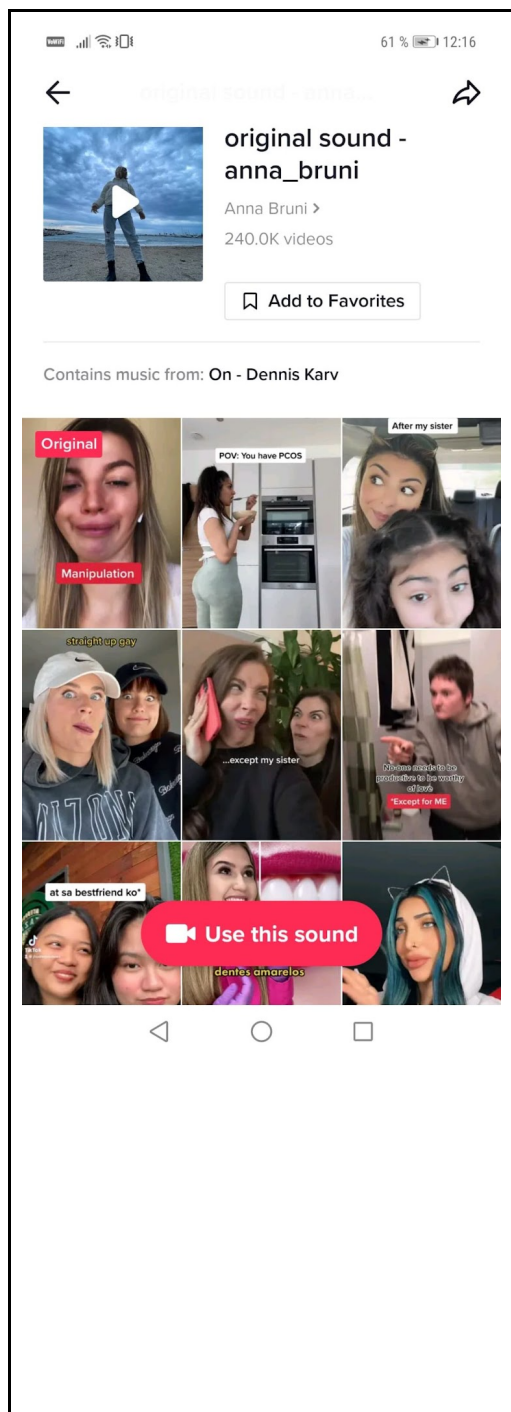 61 % 12:16
original sound - anna...
original sound -
anna_bruni
Anna Bruni >
240.0K videos
Add to Favorites
Contains music from: On - Dennis Karv
Original
Manipulation
POV: You have PCOS
After my sister
straight up gay
...except my sister
No one needs to be
productive to be worthy
of love
*Except for ME
at sa bestfriend ko*
TikTok
Use this sound
dentes amarelos